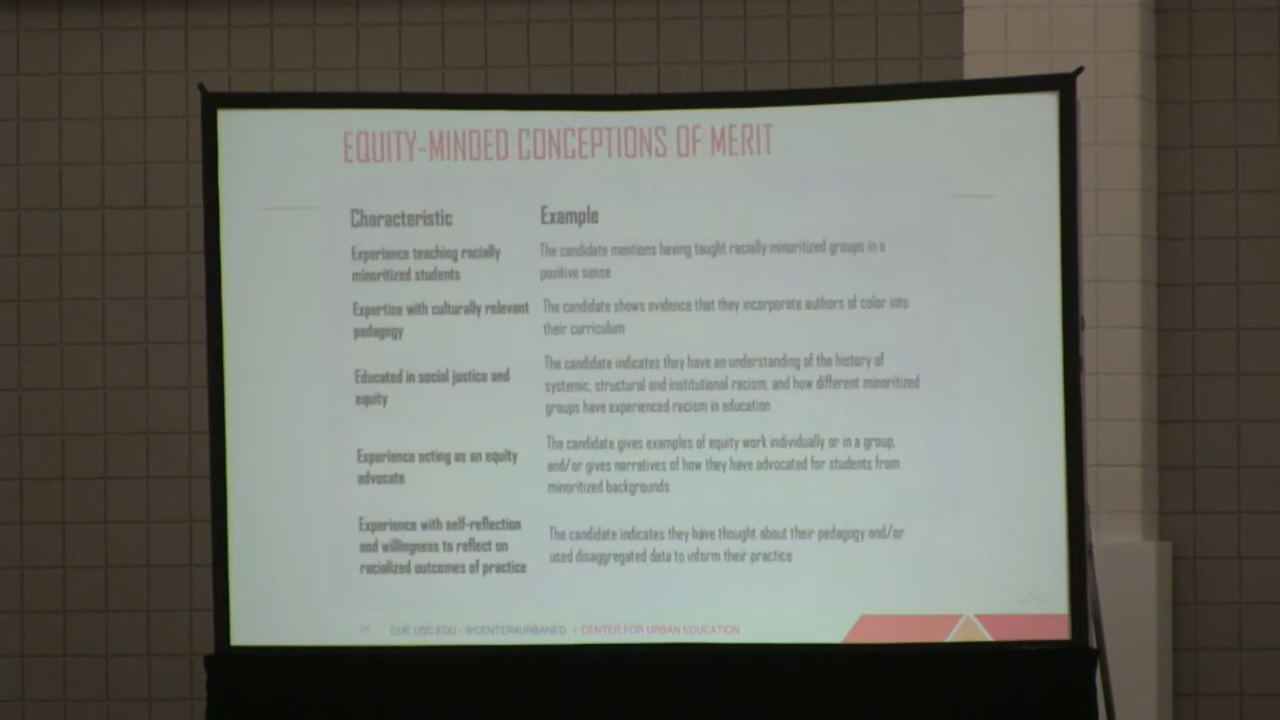 EQUITY-MINDED CONCEPTIONS OF MERIT
Characteristic
Example
Experience teaching racially
minoritized students
The candidate mentions having taught racially minoritized groups in a
positive sense
Expertise with culturally relevant
pedagogy
The candidate shows evidence that they incorporate authors of color into
their curriculum
Educated in social justice and
equity
The candidate indicates they have an understanding of the history of
systemic, structural and institutional racism, and how different minoritized
groups have experienced racism in education
Experience acting as an equity
advocate
The candidate gives examples of equity work individually or in a group,
and/or gives narratives of how they have advocated for students from
minoritized backgrounds
Experience with self-reflection
and willingness to reflect on
racialized outcomes of practice
The candidate indicates they have thought about their pedagogy and/or
used disaggregated data to inform their practice
CUE.USC.EDU - @CENTER4URBANED | CENTER FOR URBAN EDUCATION